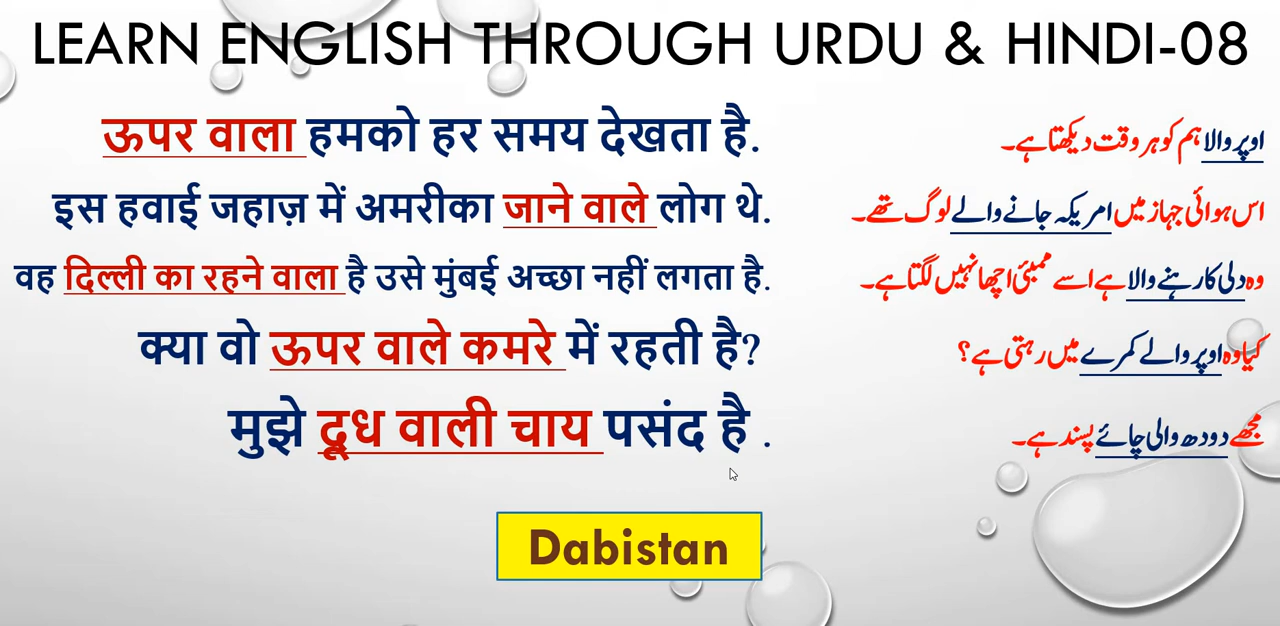 LEARN ENGLISH THROUGH URDU & HINDI-08
ऊपर वाला हमको हर समय देखता है.
اوپر والا ہم کو ہر وقت دیکھتا ہے۔
इस हवाई जहाज़ में अमरीका जाने वाले लोग थे.
اس ہوائی جہاز میں امریکہ جانے والے لوگ تھے۔
वह दिल्ली का रहने वाला है उसे मुंबई अच्छा नहीं लगता है.
وہ دلی کا رہنے والا ہے اسے ممبئی اچھا نہیں لگتا ہے۔
क्या वो ऊपर वाले कमरे में रहती है?
کیا وہ اوپر والے کمرے میں رہتی ہے؟
मुझे दूध वाली चाय पसंद है .
مجھے دودھ والی چائے پسند ہے۔
Dabistan